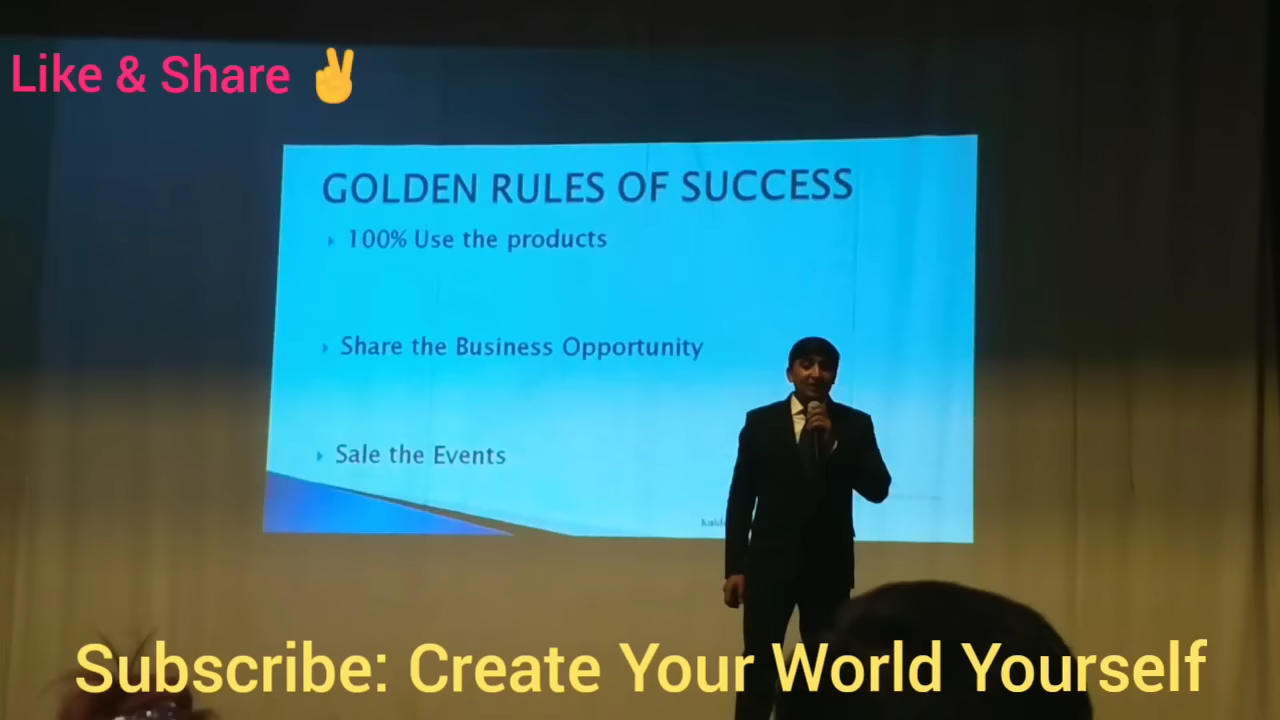 Like & Share ✌
GOLDEN RULES OF SUCCESS
100% Use the products
Share the Business Opportunity
Sale the Events
Subscribe: Create Your World Yourself